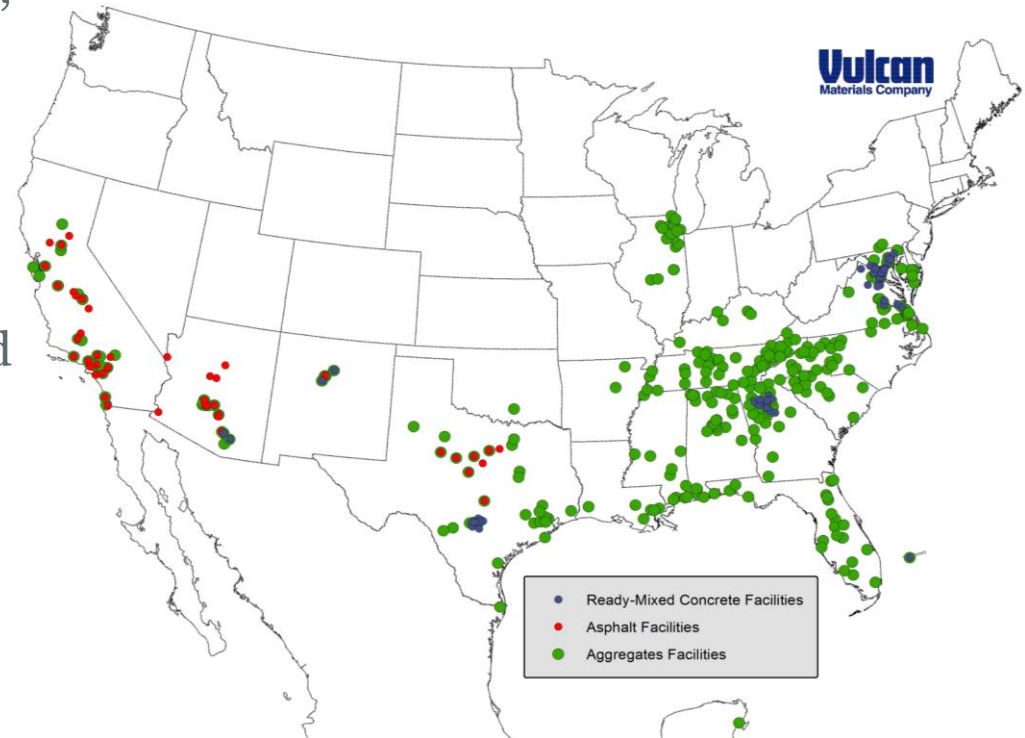 Vulcan
Materials Company
Ready-Mixed Concrete Facilities
Asphalt Facilities
Aggregates Facilities